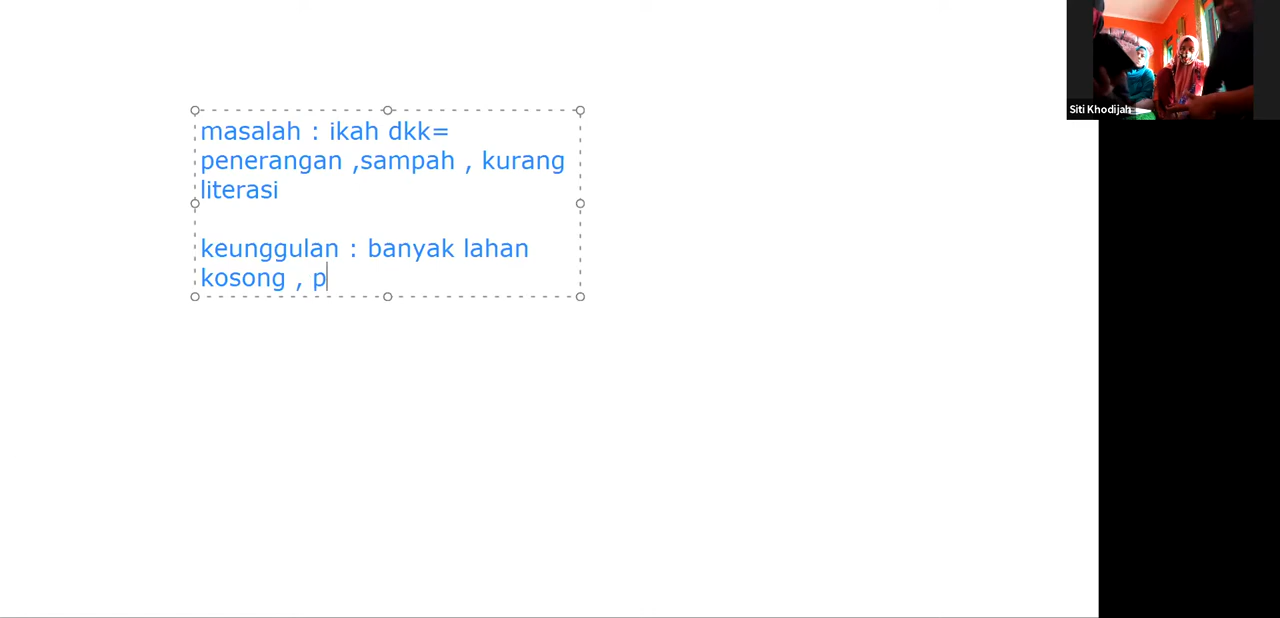 masalah : ikah dkk=
penerangan ,sampah , kurang
literasi
keunggulan : banyak lahan
kosong , p
Siti Khodijah